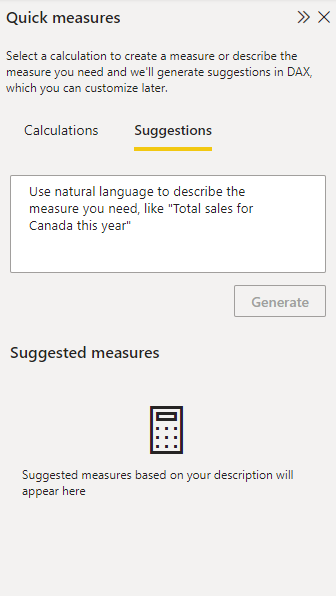 Quick measures
Select a calculation to create a measure or describe the
measure you need and we'll generate suggestions in DAX,
which you can customize later.
Calculations Suggestions
Use natural language to describe the
measure you need, like "Total sales for
Canada this year"
Generate
Suggested measures
Suggested measures based on your description will
appear here